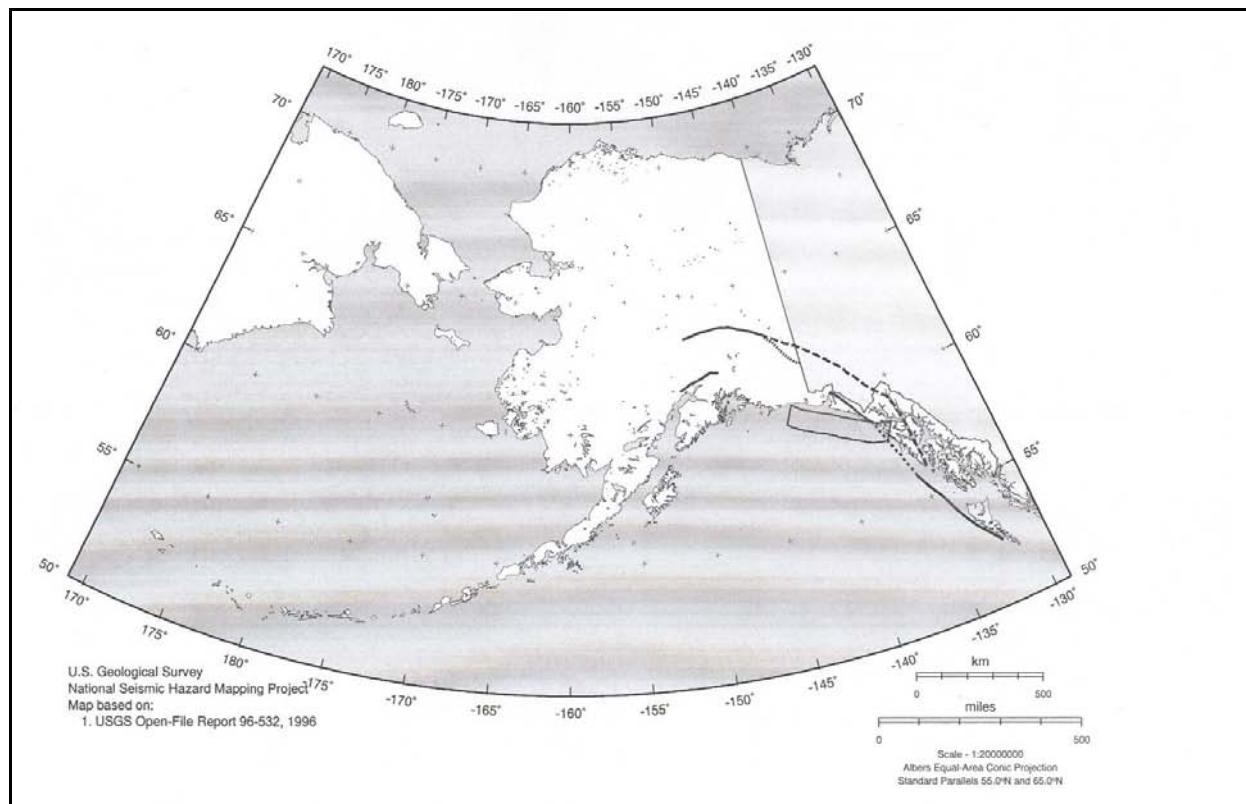 170° 175° 180° -175° -170° -165° -160° -155° -150° -145° -140° -135° -130°
70° 70°
65° 65°
60° 60°
55° 55°
50° 50°
170° 175° 180° -175° -170° -165° -160° -155° -150° -145° -140° -135° -130°
U.S. Geological Survey
National Seismic Hazard Mapping Project
Map based on:
1. USGS Open-File Report 96-532, 1996
km
0 500
miles
0 500
Scale - 1:20000000
Albers Equal-Area Conic Projection
Standard Parallels 55.0ºN and 65.0ºN